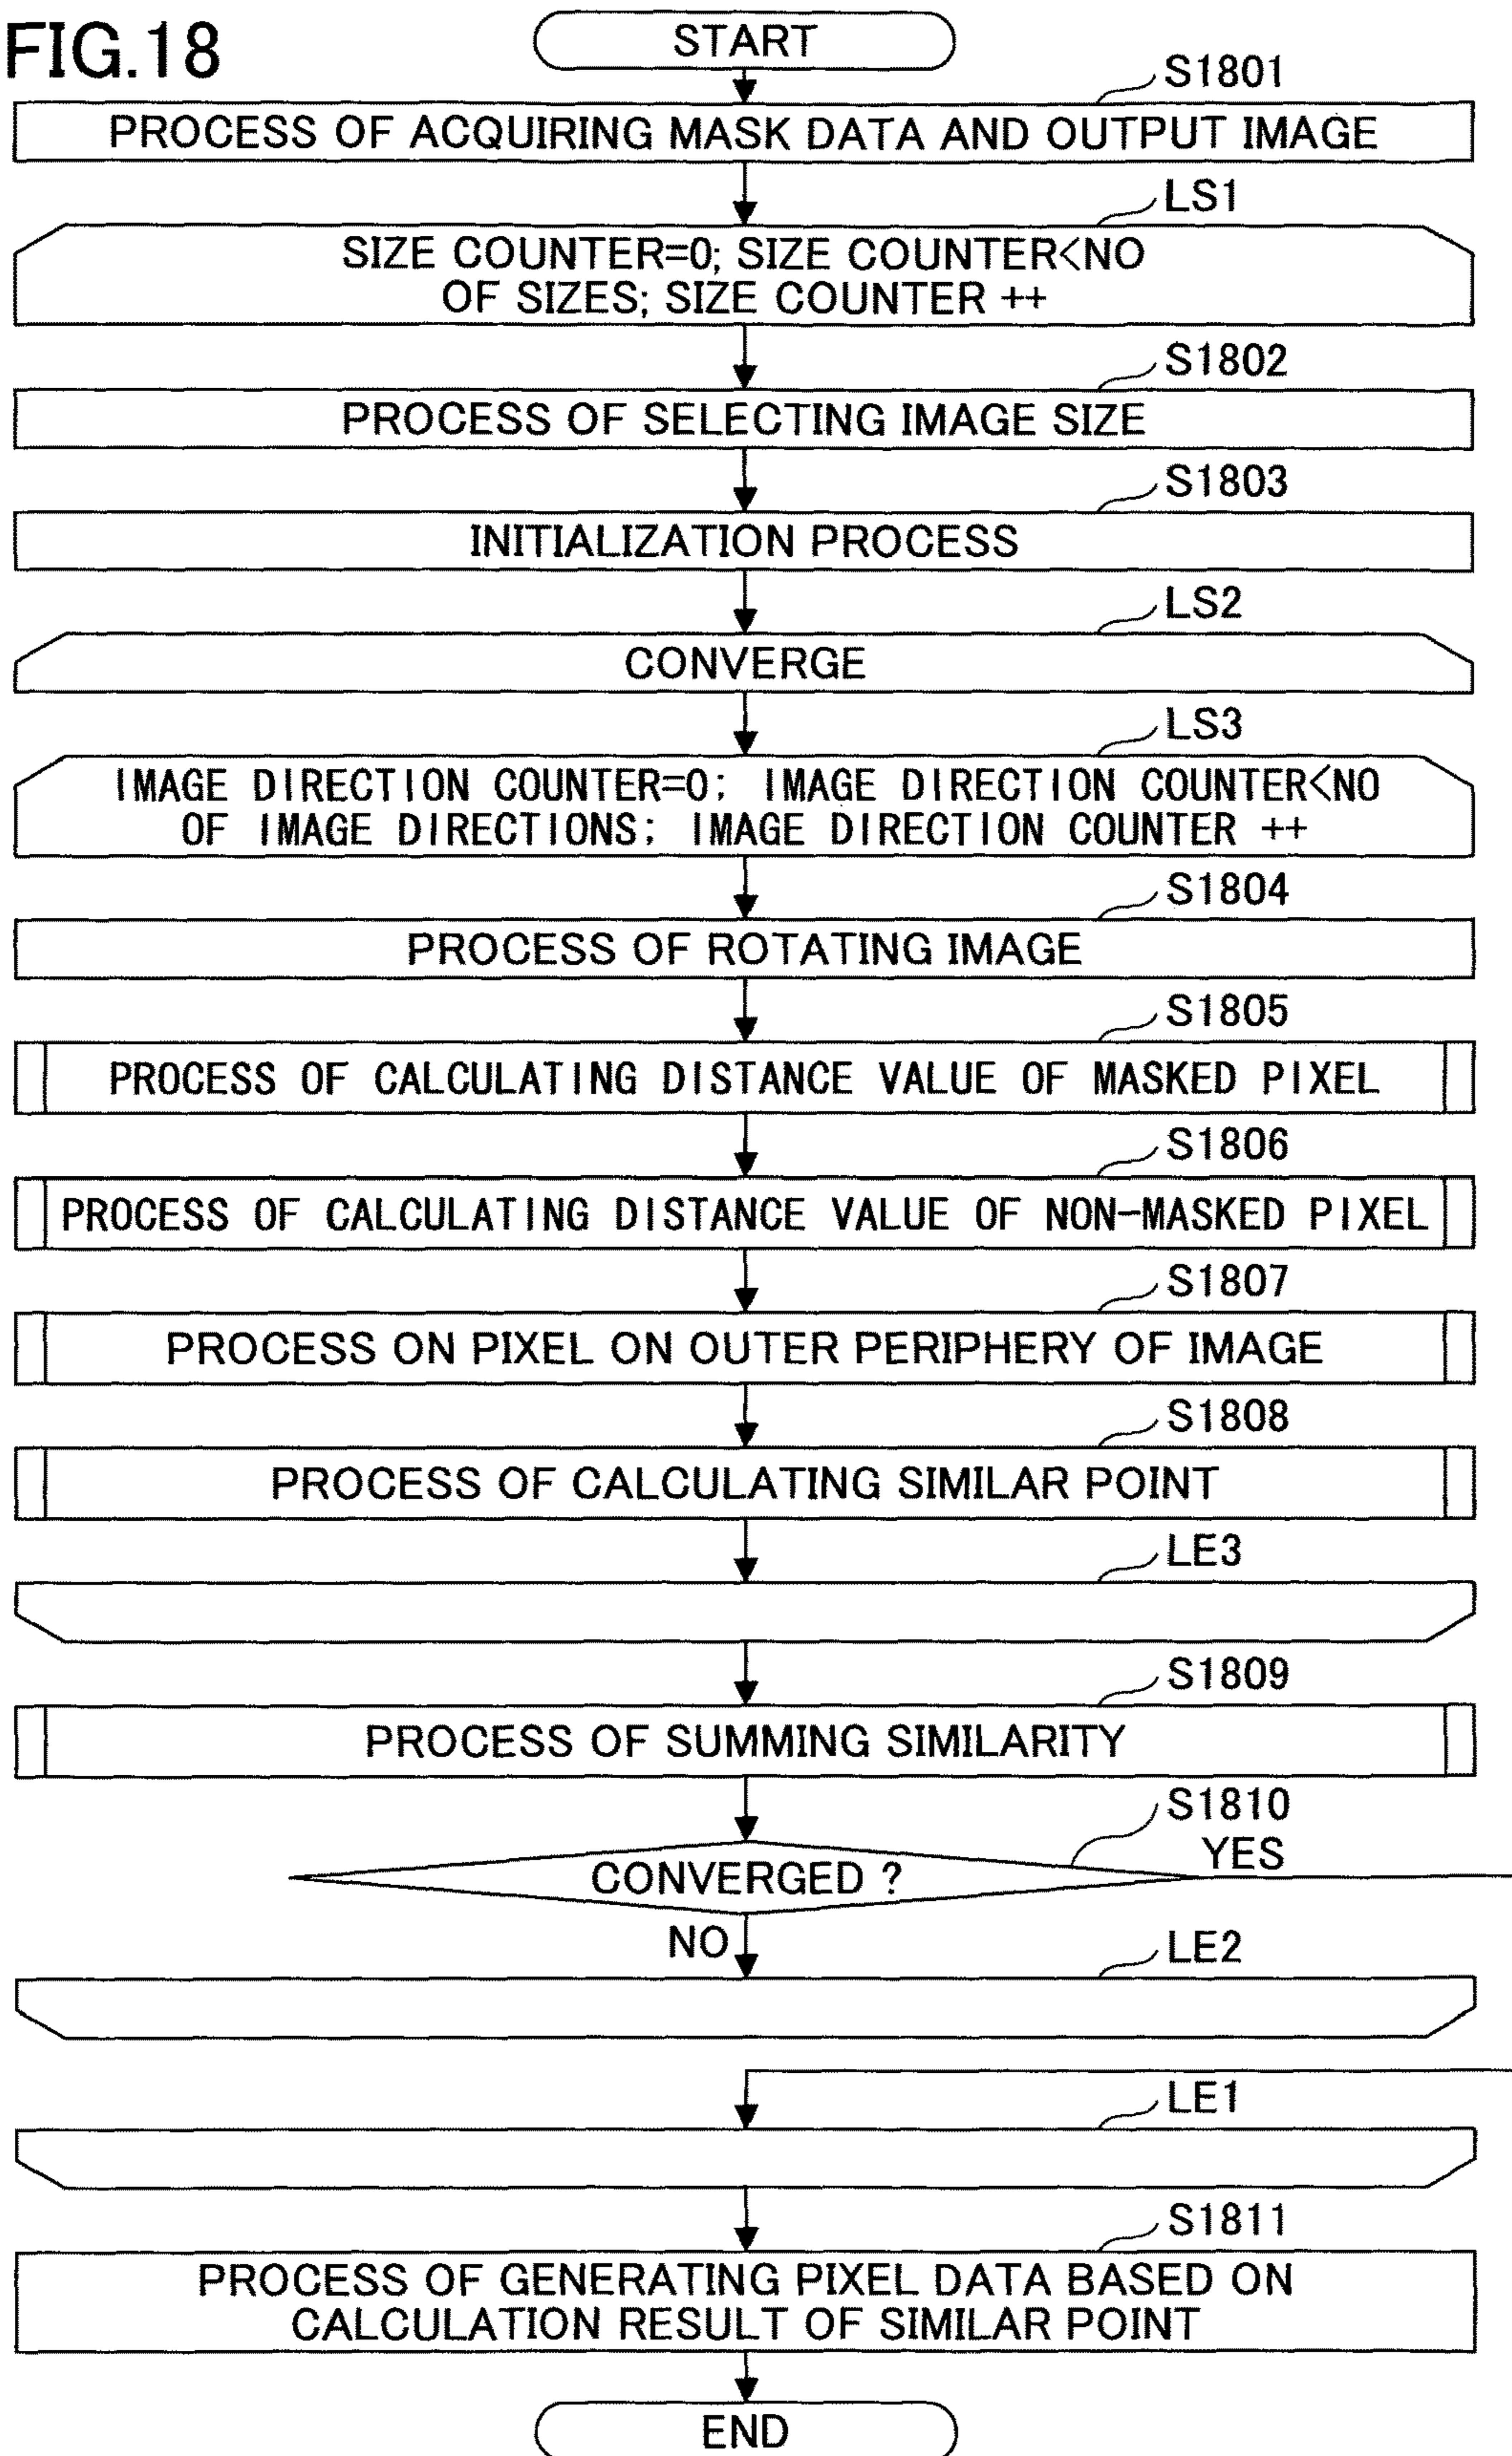 FIG.18
START
S1801
PROCESS OF ACQUIRING MASK DATA AND OUTPUT IMAGE
LS1
SIZE COUNTER=0; SIZE COUNTER<NO
OF SIZES; SIZE COUNTER ++
S1802
PROCESS OF SELECTING IMAGE SIZE
S1803
INITIALIZATION PROCESS
LS2
CONVERGE
LS3
IMAGE DIRECTION COUNTER=0; IMAGE DIRECTION COUNTER<NO
OF IMAGE DIRECTIONS; IMAGE DIRECTION COUNTER ++
S1804
PROCESS OF ROTATING IMAGE
S1805
PROCESS OF CALCULATING DISTANCE VALUE OF MASKED PIXEL
S1806
PROCESS OF CALCULATING DISTANCE VALUE OF NON-MASKED PIXEL
S1807
PROCESS ON PIXEL ON OUTER PERIPHERY OF IMAGE
S1808
PROCESS OF CALCULATING SIMILAR POINT
LE3
S1809
PROCESS OF SUMMING SIMILARITY
S1810
CONVERGED ?
YES
NO
LE2
LE1
S1811
PROCESS OF GENERATING PIXEL DATA BASED ON
CALCULATION RESULT OF SIMILAR POINT
END